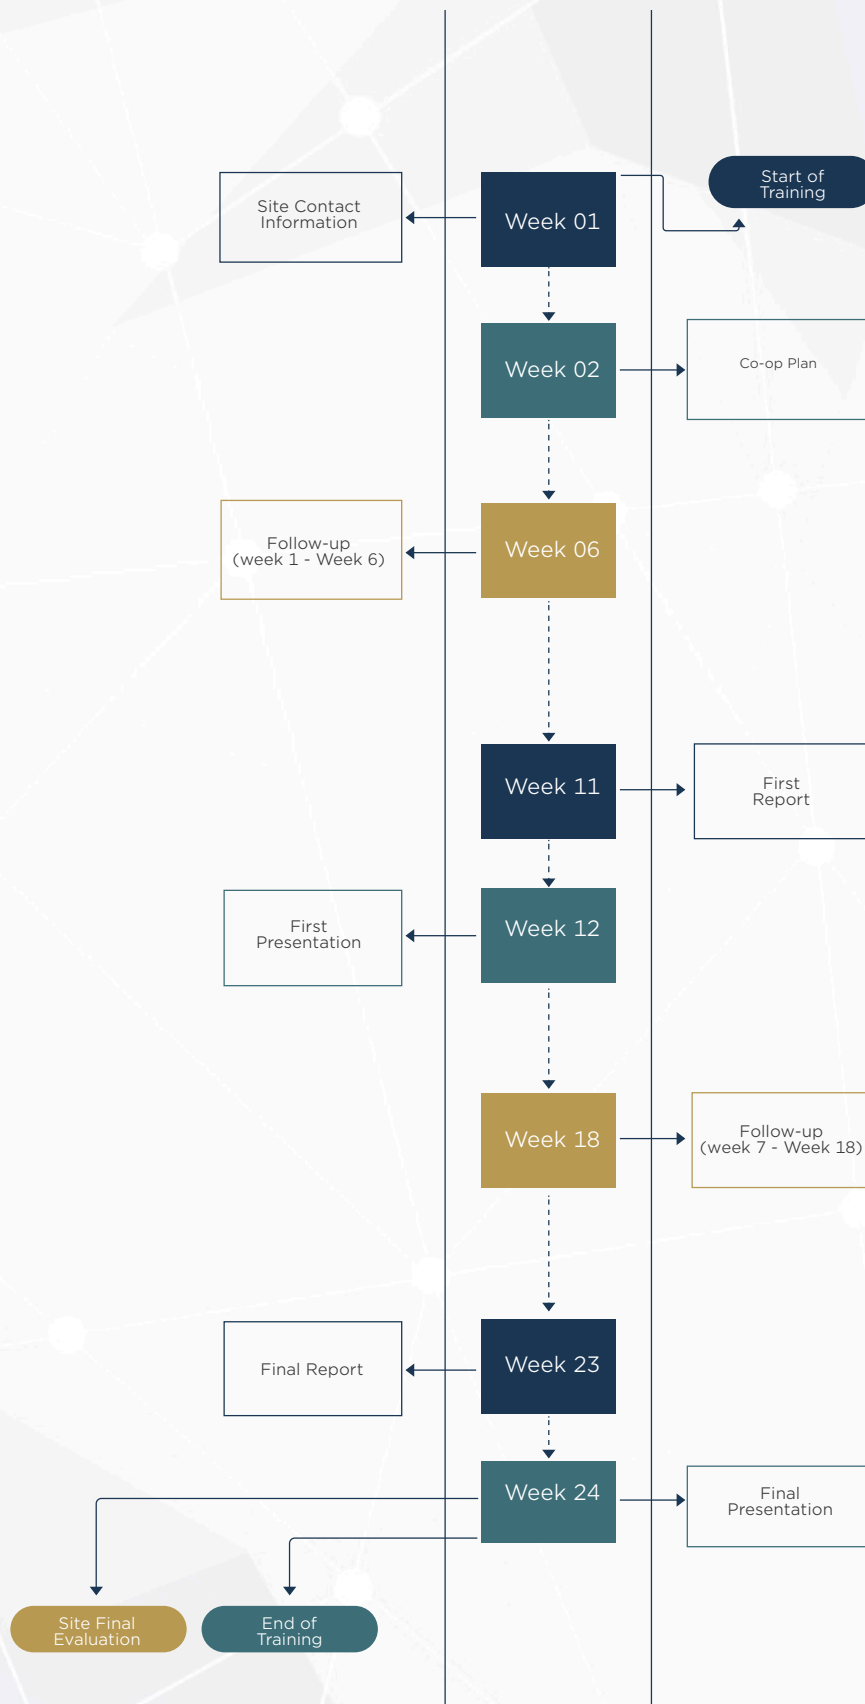 Start of
Training
Site Contact
Information
Week 01
Week 02
Co-op Plan
Follow-up
(week 1 - Week 6)
Week 06
Week 11
First
Report
First
Presentation
Week 12
Week 18
Follow-up
(week 7 - Week 18)
Final Report
Week 23
Week 24
Final
Presentation
Site Final
Evaluation
End of
Training